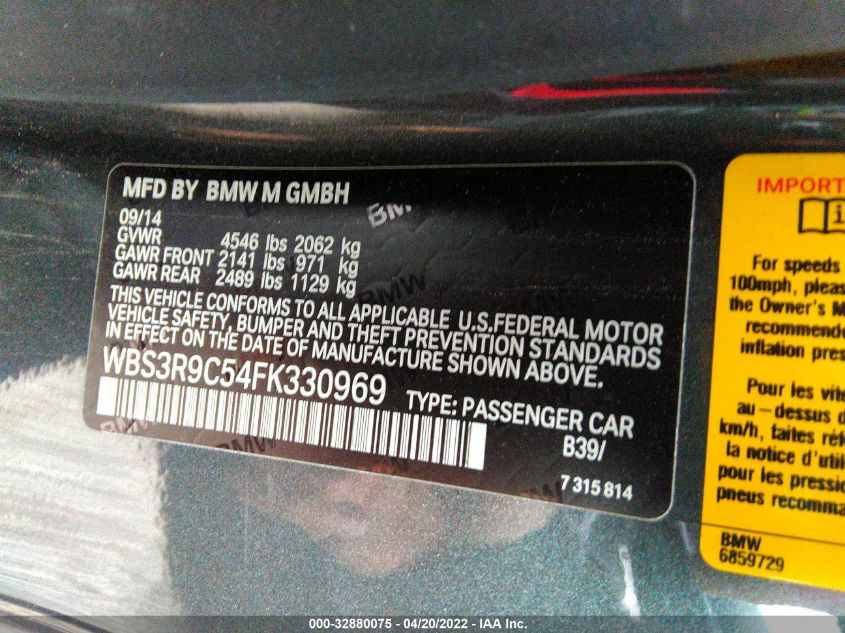 MFD BY BMW M GMBH
09/14
GVWR 4546 lbs 2062 kg
GAWR FRONT 2141 lbs 971 kg
GAWR REAR 2489 lbs 1129 kg
THIS VEHICLE CONFORMS TO ALL APPLICABLE U.S.FEDERAL MOTOR
VEHICLE SAFETY, BUMPER AND THEFT PREVENTION STANDARDS
IN EFFECT ON THE DATE OF MANUFACTURE SHOWN ABOVE.
WBS3R9C54FK330969 TYPE: PASSENGER CAR
B39/
7 315 814
IMPORT
For speeds
100mph, pleas
the Owner's M
recommende
inflation pres
Pour les vite
au-dessus d
km/h, faites réf
la notice d'util
pour les pression
pneus recomma
BMW
6859729
000-32880075 - 04/20/2022 - IAA Inc.